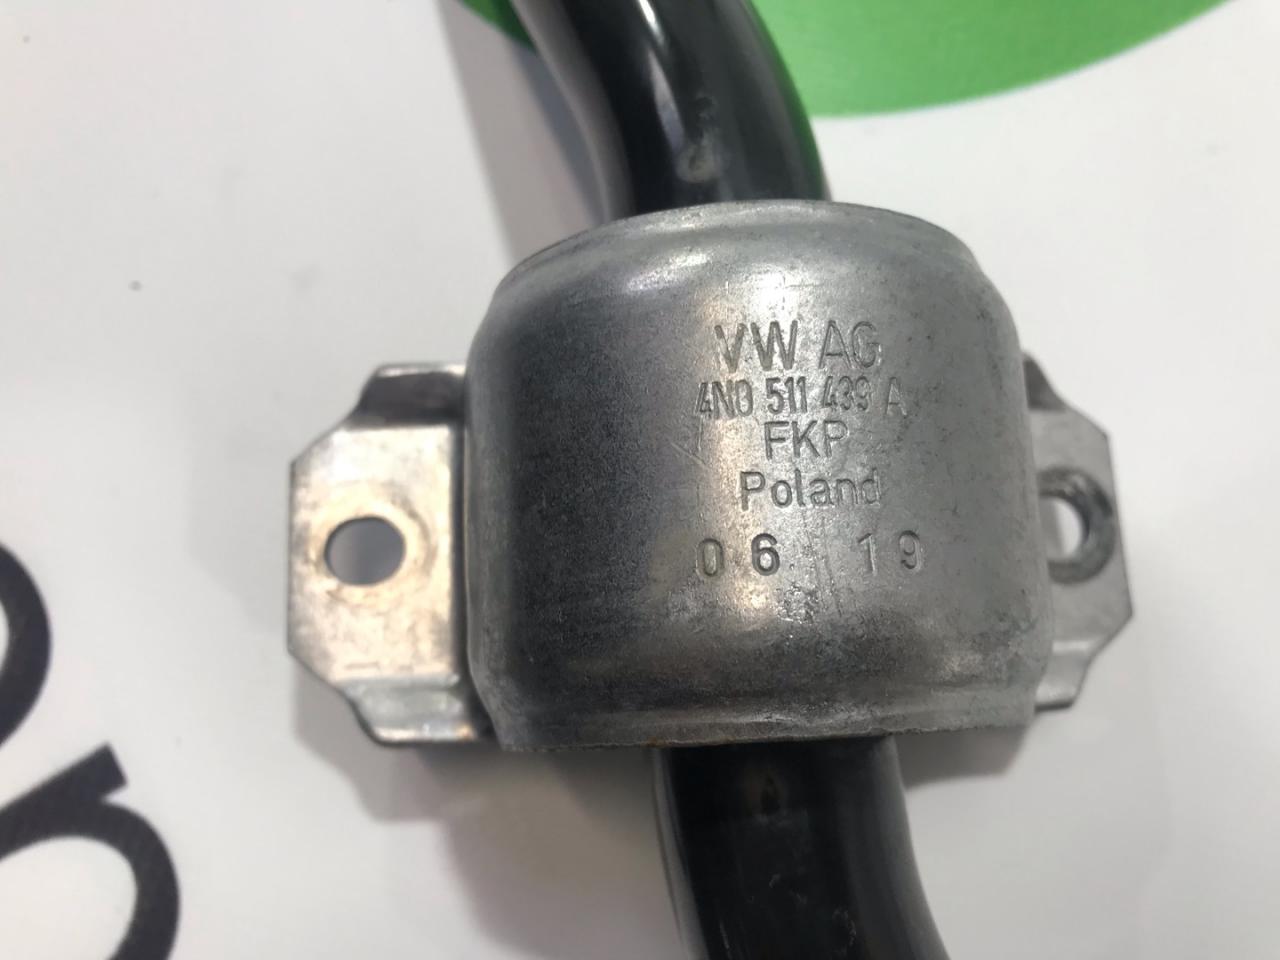 VW AG
4N0 511 439 A
FKP
Poland
06 19